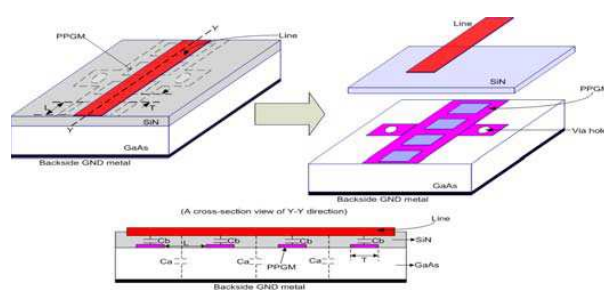 PPGM
Y
Line
L
T
Y
SiN
GaAs
Backside GND metal
Line
SiN
PPGM
Via hole
GaAs
Backside GND metal
(A cross-section view of Y-Y direction)
Line
Cb
L
Cb
Cb
Cb
SiN
Ca
Ca
PPGM
Ca
T
GaAs
Backside GND metal